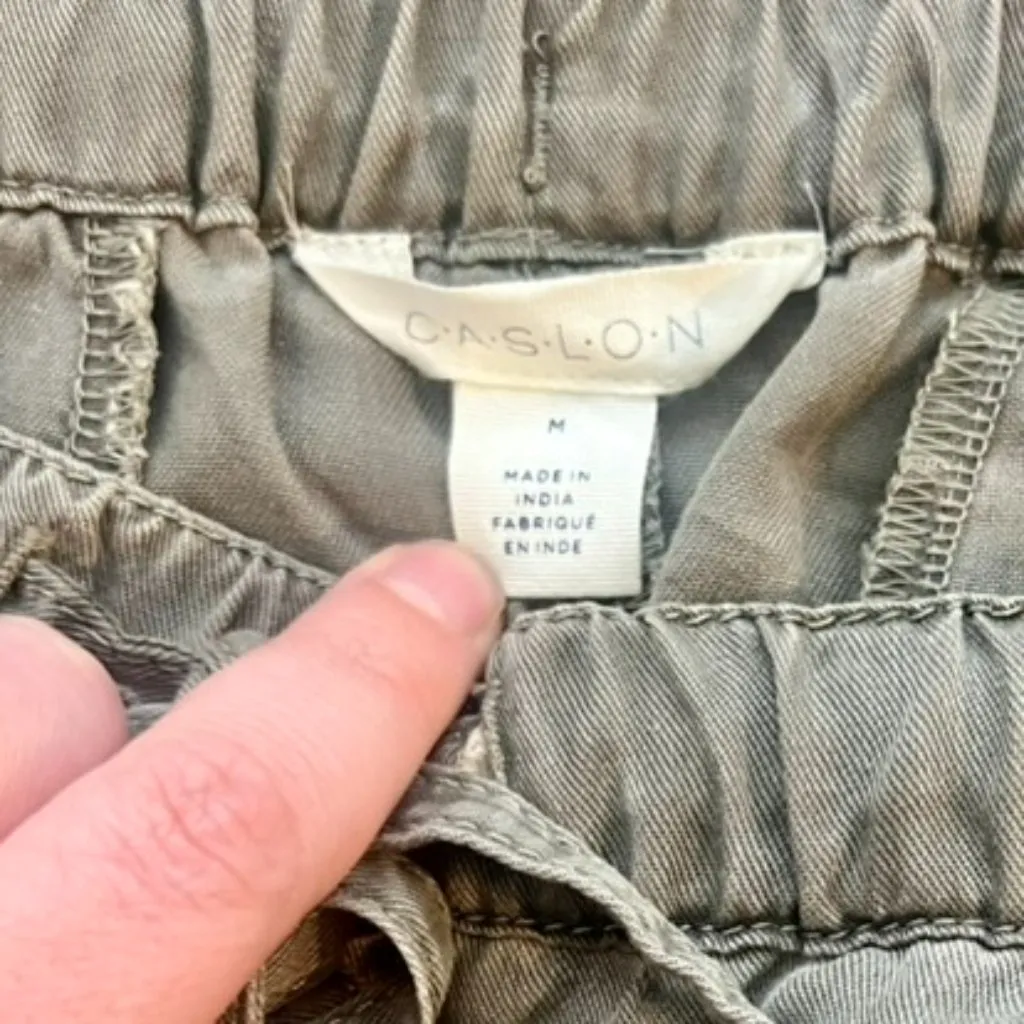 C·A·S·L·O·N
M
MADE IN
INDIA
FABRIQUÉ
EN INDE